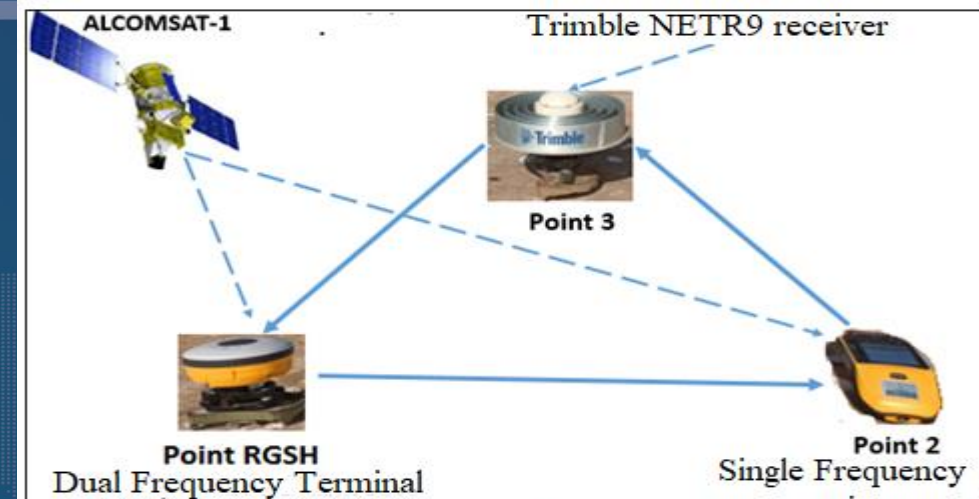 ALCOMSAT-1
Trimble NETR9 receiver
Trimble
Point 3
Point RGSH
Dual Frequency Terminal
Point 2
Single Frequency